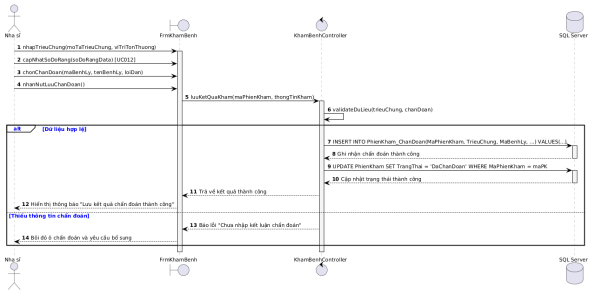 Nha sĩ FrmKhamBenh KhamBenhController SQL Server
1 nhapTrieuChung(moTaTrieuChung, viTriTonThuong)
2 capNhatSoDoRang(soDoRangData) [UC012]
3 chonChanDoan(maBenhLy, tenBenhLy, loiDan)
4 nhanNutLuuChanDoan()
5 luuKetQuaKham(maPhienKham, thongTinKham)
6 validateDuLieu(trieuChung, chanDoan)
alt [Dữ liệu hợp lệ]
7 INSERT INTO PhienKham_ChanDoan(MaPhienKham, TrieuChung, MaBenhLy, ...) VALUES(...)
8 Ghi nhận chẩn đoán thành công
9 UPDATE PhienKham SET TrangThai = 'DaChanDoan' WHERE MaPhienKham = maPK
10 Cập nhật trạng thái thành công
11 Trả về kết quả thành công
12 Hiển thị thông báo "Lưu kết quả chẩn đoán thành công"
[Thiếu thông tin chẩn đoán]
13 Báo lỗi "Chưa nhập kết luận chẩn đoán"
14 Bôi đỏ ô chẩn đoán và yêu cầu bổ sung
Nha sĩ FrmKhamBenh KhamBenhController SQL Server